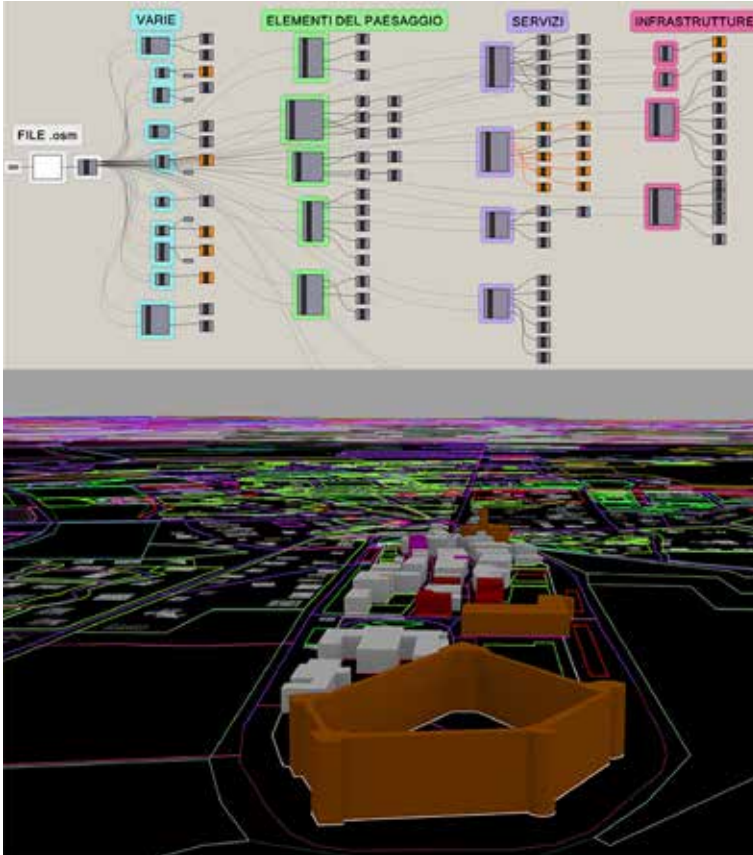 VARIE
ELEMENTI DEL PAESAGGIO
SERVIZI
INFRASTRUTTURE
FILE .osm